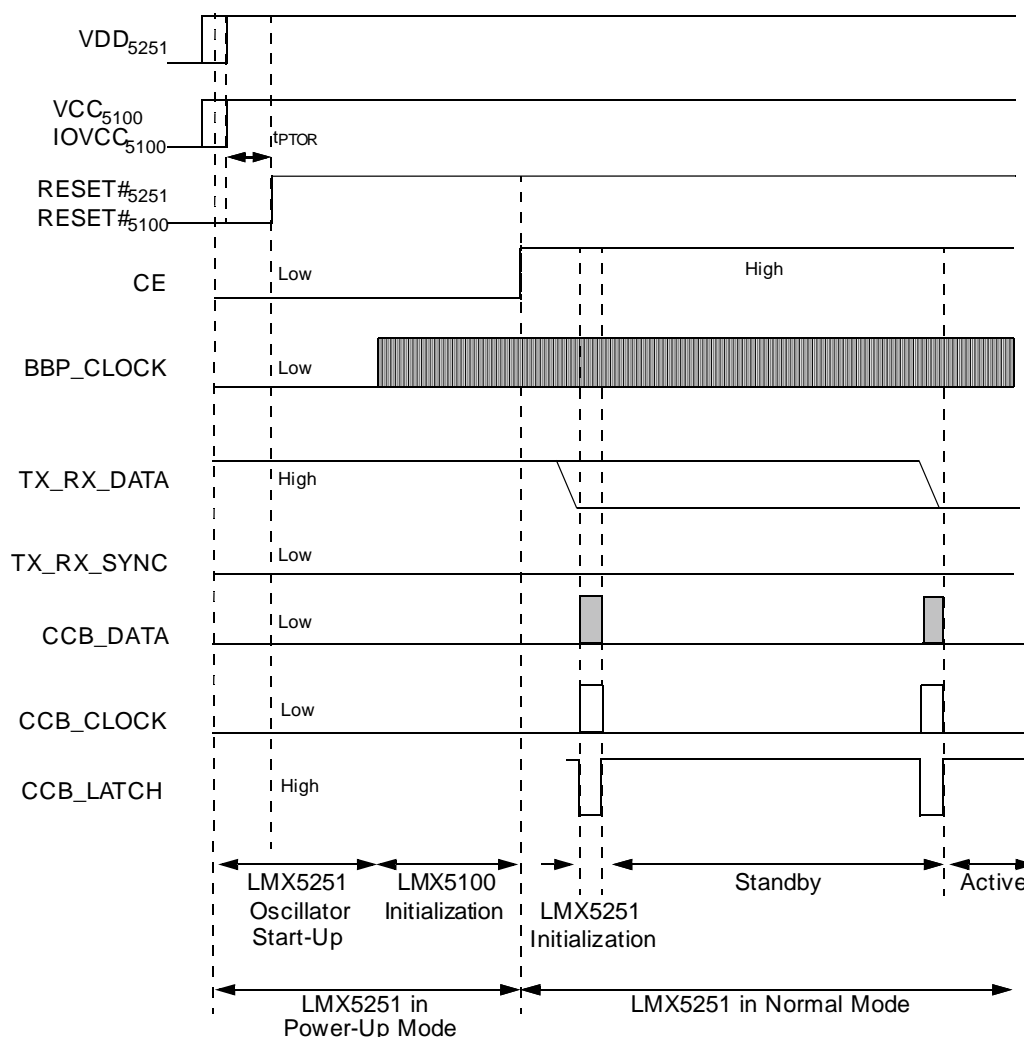 VDD5251
VCC5100
IOVCC5100
tPTOR
RESET#5251
RESET#5100
CE
Low
High
BBP_CLOCK
Low
TX_RX_DATA
High
TX_RX_SYNC
Low
CCB_DATA
Low
CCB_CLOCK
Low
CCB_LATCH
High
LMX5251
Oscillator
Start-Up
LMX5100
Initialization
LMX5251
Initialization
Standby
Active
LMX5251 in
Power-Up Mode
LMX5251 in Normal Mode